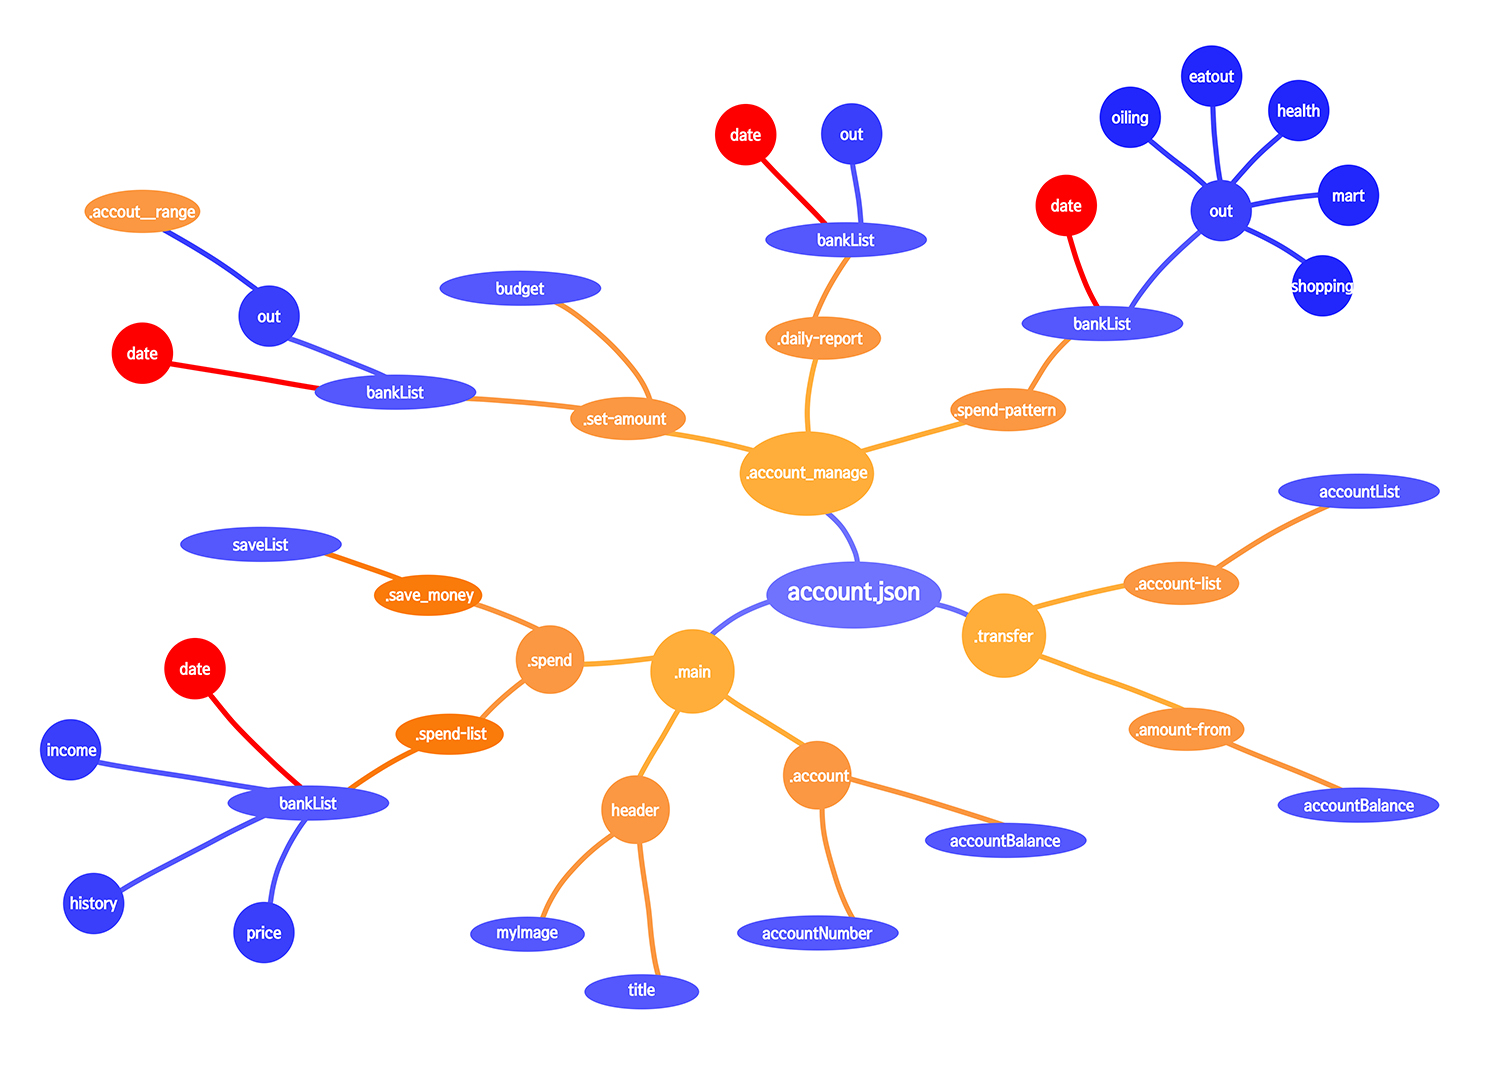 eatout
oiling
health
date
out
date
mart
out
.accout__range
bankList
budget
shopping
out
bankList
.daily-report
date
bankList
.set-amount
.spend-pattern
.account_manage
accountList
saveList
.account-list
.save_money
account.json
.transfer
.spend
date
.main
.spend-list
.amount-from
income
.account
bankList
header
accountBalance
accountBalance
history
price
myImage
accountNumber
title